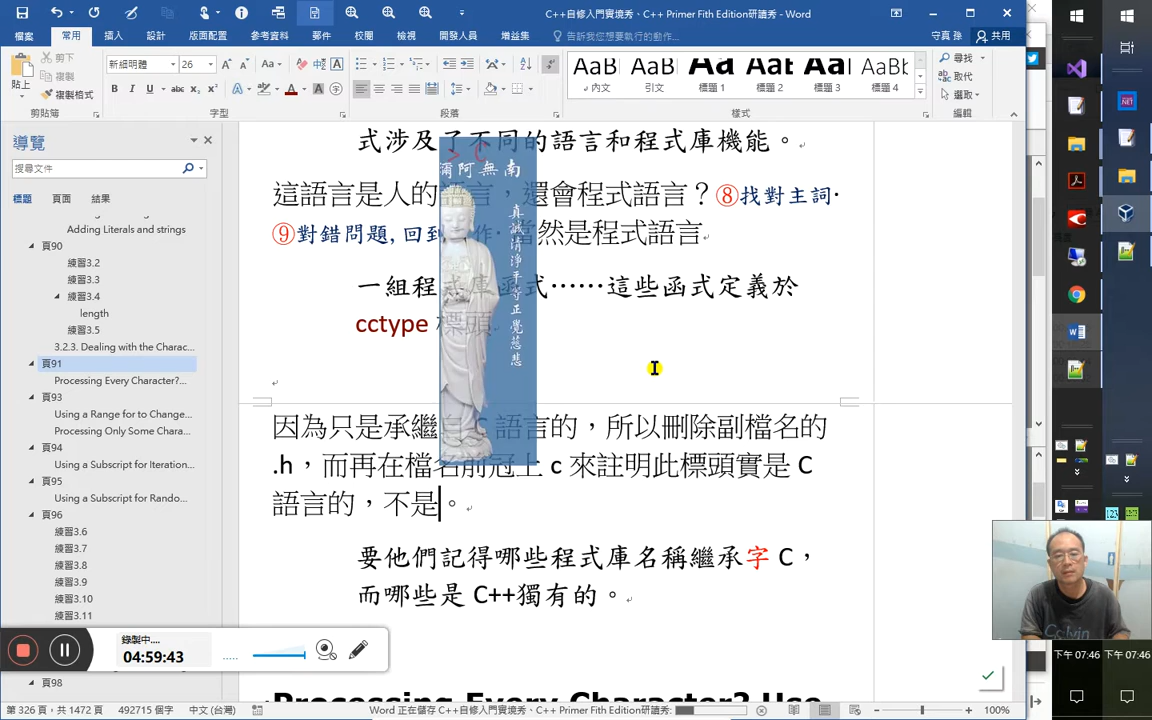 C++自修入門實境秀、C++ Primer Fith Edition研讀秀 - Word
檔案 常用 插入 設計 版面配置 參考資料 郵件 校閱 檢視 開發人員 增益集 告訴我您想要執行的動作... 守真 孫 共用
貼上 剪下 複製 複製格式 剪貼簿
新細明體 26 字型 段落
AaB AaB AaB AaB AaB AaBb
內文 引文 標題 1 標題 2 標題 3 標題 4 樣式
尋找 取代 選取 編輯
導覽
搜尋文件
標題 頁面 結果
Adding Literals and strings
頁90
練習3.2
練習3.3
練習3.4
length
練習3.5
3.2.3. Dealing with the Charac...
頁91
Processing Every Character?...
頁93
Using a Range for to Change...
Processing Only Some Chara...
頁94
Using a Subscript for Iteration...
頁95
Using a Subscript for Rando...
頁96
練習3.6
練習3.7
練習3.8
練習3.9
練習3.10
練習3.11
頁98
式涉及了不同的語言和程式庫機能。
這語言是人的語言,還會程式語言?⑧找對主詞·
⑨對錯問題,回到 作· 當然是程式語言
一組程式庫函式……這些函式定義於
cctype 標頭
因為只是承繼自 C 語言的,所以刪除副檔名的
.h,而再在檔名前冠上 c 來註明此標頭實是 C
語言的,不是。
要他們記得哪些程式庫名稱繼承字 C,
而哪些是 C++獨有的。
Processing Every Character? Use
> C
南無阿彌
真誠清淨平等正覺慈悲
錄製中....
04:59:43
下午 07:46 下午 07:46
第 326 頁,共 1472 頁 492715 個字 中文 (台灣) Word 正在儲存 C++自修入門實境秀、C++ Primer Fith Edition研讀秀: 100%